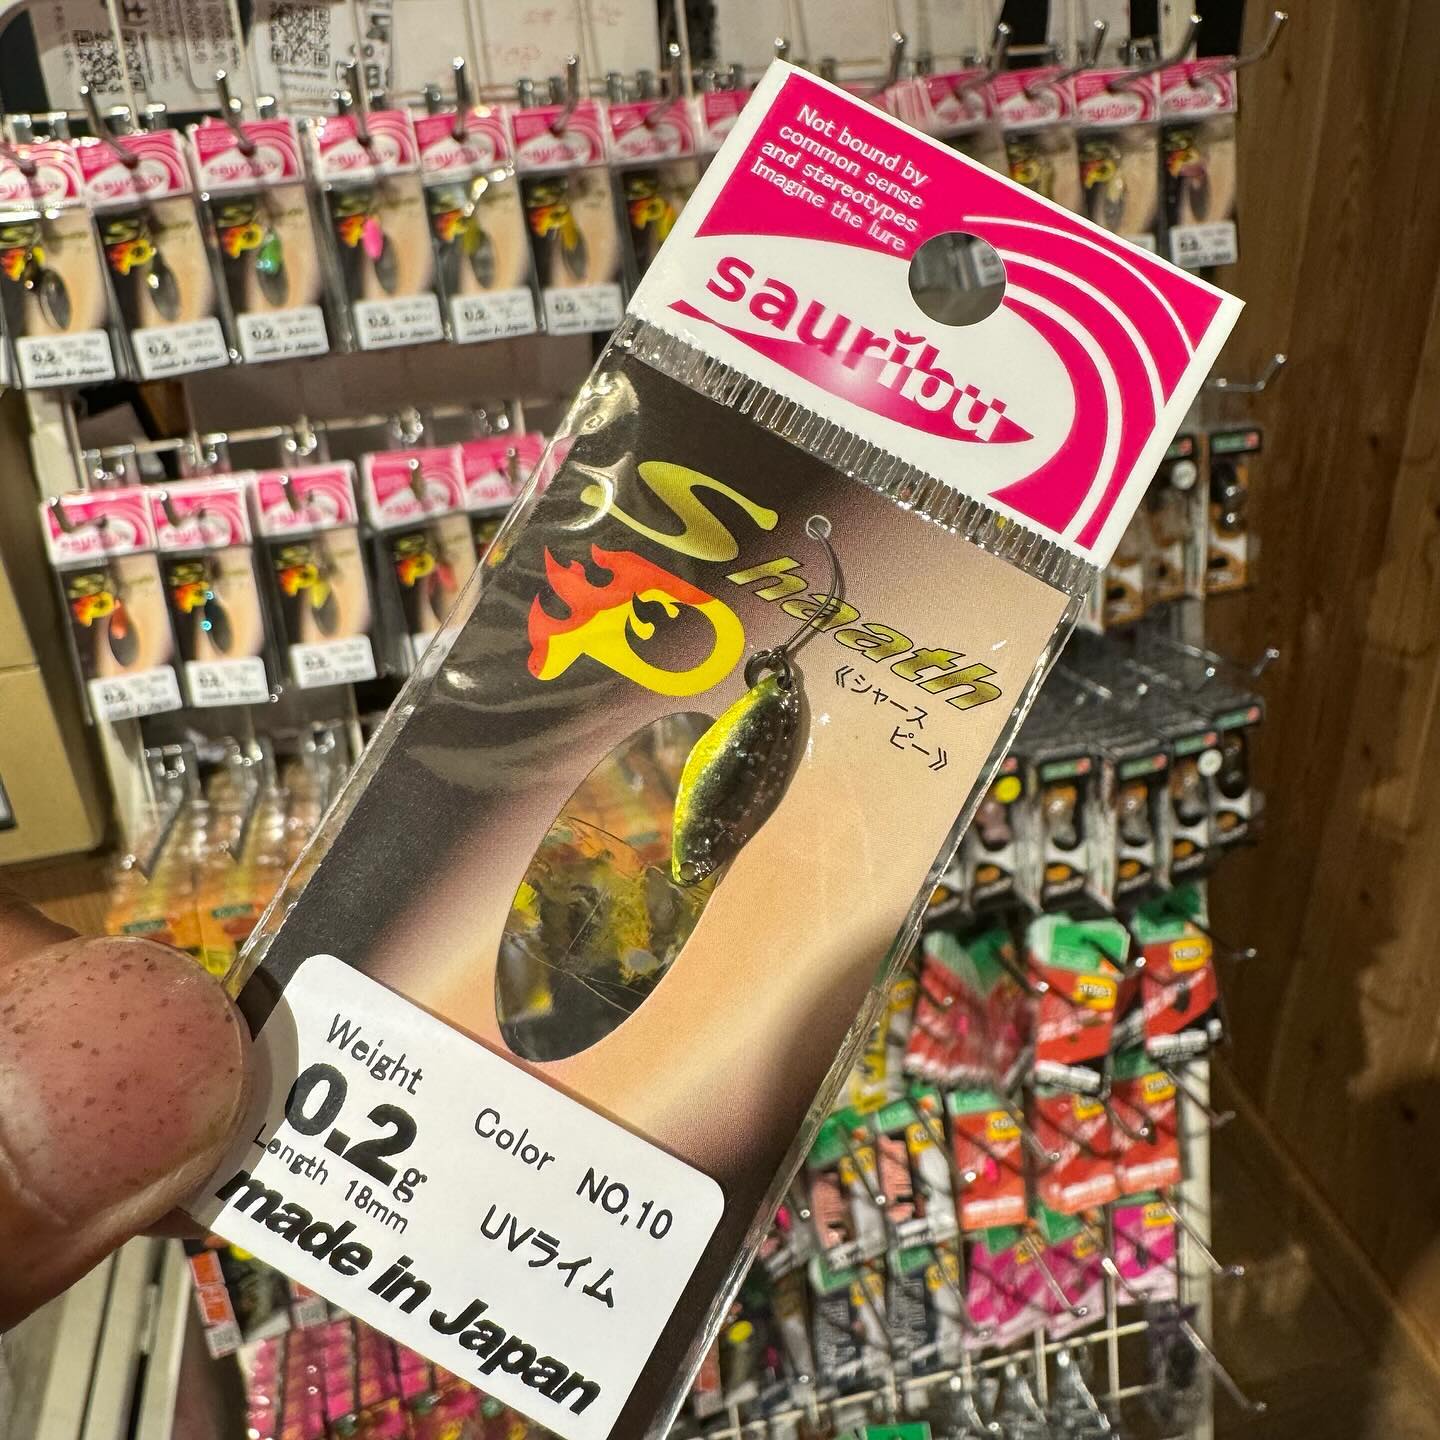 Not bound by
common sense
and stereotypes
Imagine the lure
sauribu
Shaath
P
《シャース
ピー》
Weight
0.2g
Length 18mm
Color NO,10
UVライム
made in Japan